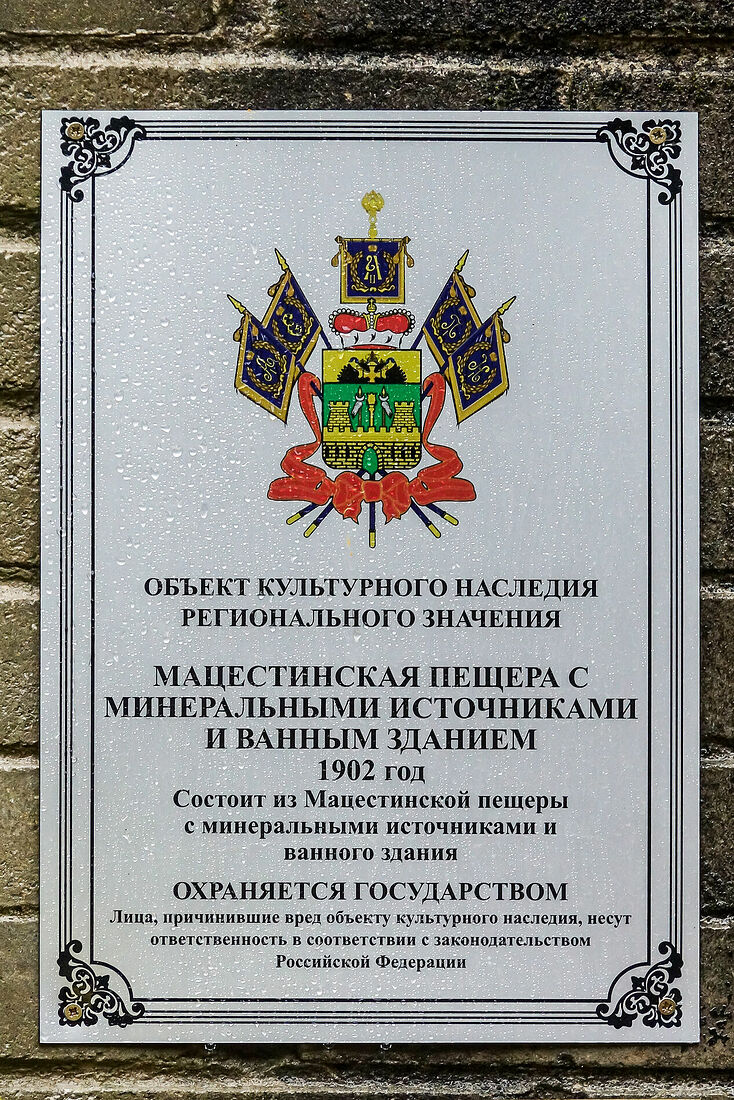 ОБЪЕКТ КУЛЬТУРНОГО НАСЛЕДИЯ
РЕГИОНАЛЬНОГО ЗНАЧЕНИЯ
МАЦЕСТИНСКАЯ ПЕЩЕРА С
МИНЕРАЛЬНЫМИ ИСТОЧНИКАМИ
И ВАННЫМ ЗДАНИЕМ
1902 год
Состоит из Мацестинской пещеры
с минеральными источниками и
ванного здания
ОХРАНЯЕТСЯ ГОСУДАРСТВОМ
Лица, причинившие вред объекту культурного наследия, несут
ответственность в соответствии с законодательством
Российской Федерации